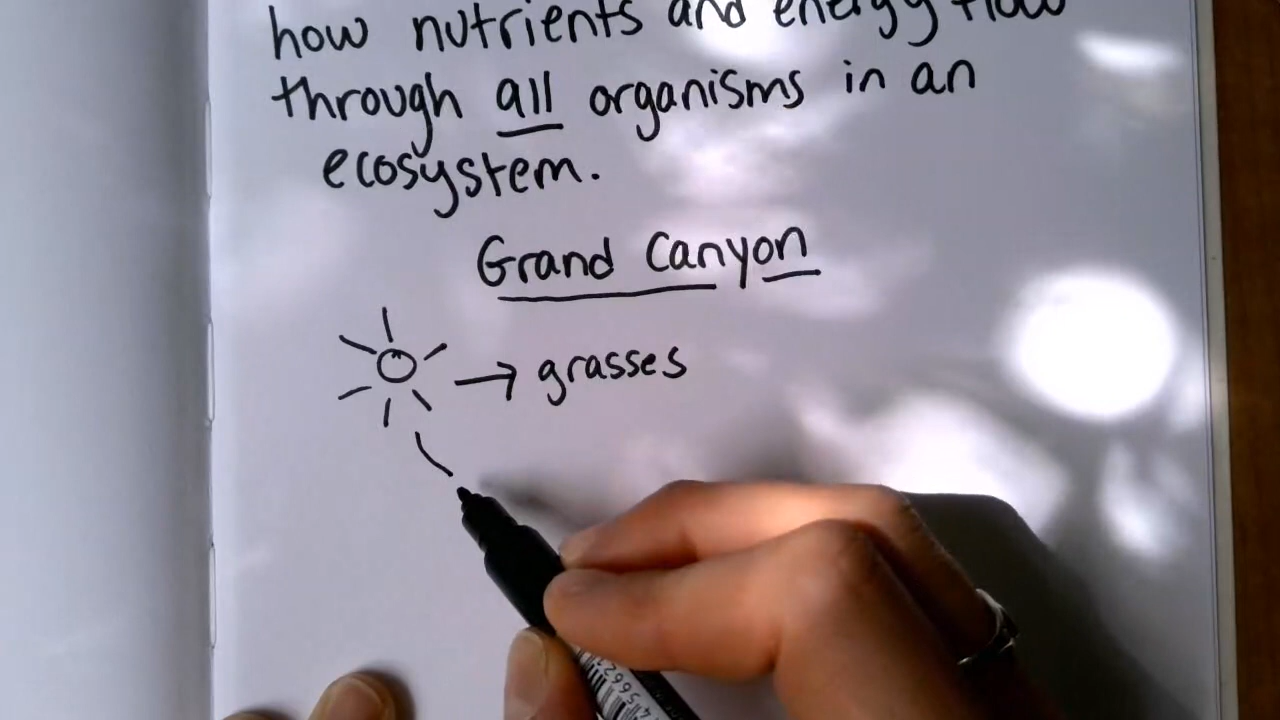 how nutrients and energy flow
through all organisms in an
ecosystem.
Grand Canyon
grasses